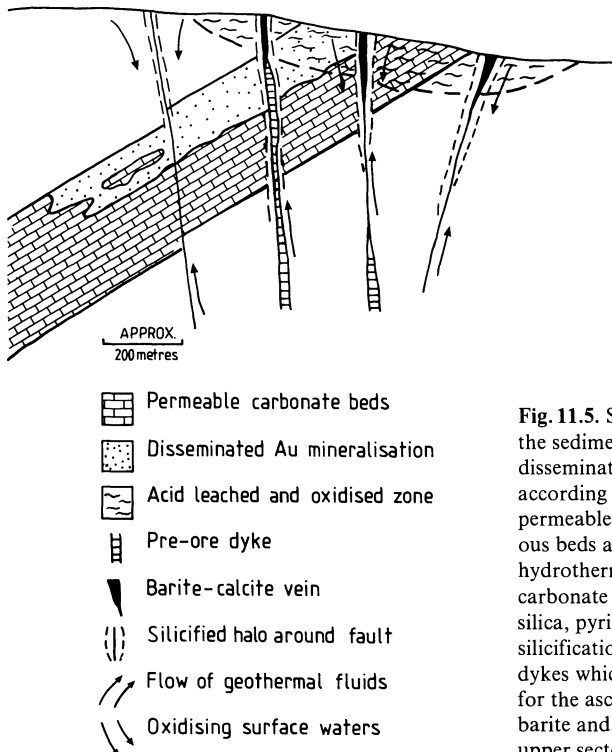 APPROX.
200 metres
Permeable carbonate beds
Disseminated Au mineralisation
Acid leached and oxidised zone
Pre-ore dyke
Barite-calcite vein
Silicified halo around fault
Flow of geothermal fluids
Oxidising surface waters
Fig. 11.5. S
the sedime
disseminat
according
permeable
ous beds a
hydrotherm
carbonate
silica, pyri
silicificatio
dykes whic
for the asc
barite and
upper secto